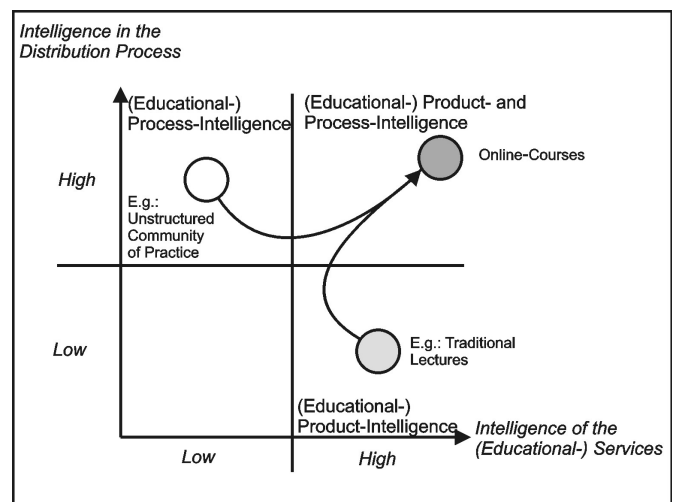 Intelligence in the
Distribution Process
(Educational-)
Process-Intelligence
(Educational-) Product- and
Process-Intelligence
Online-Courses
High
E.g.:
Unstructured
Community
of Practice
Low
E.g.: Traditional
Lectures
(Educational-)
Product-Intelligence
Intelligence of the
(Educational-) Services
Low
High